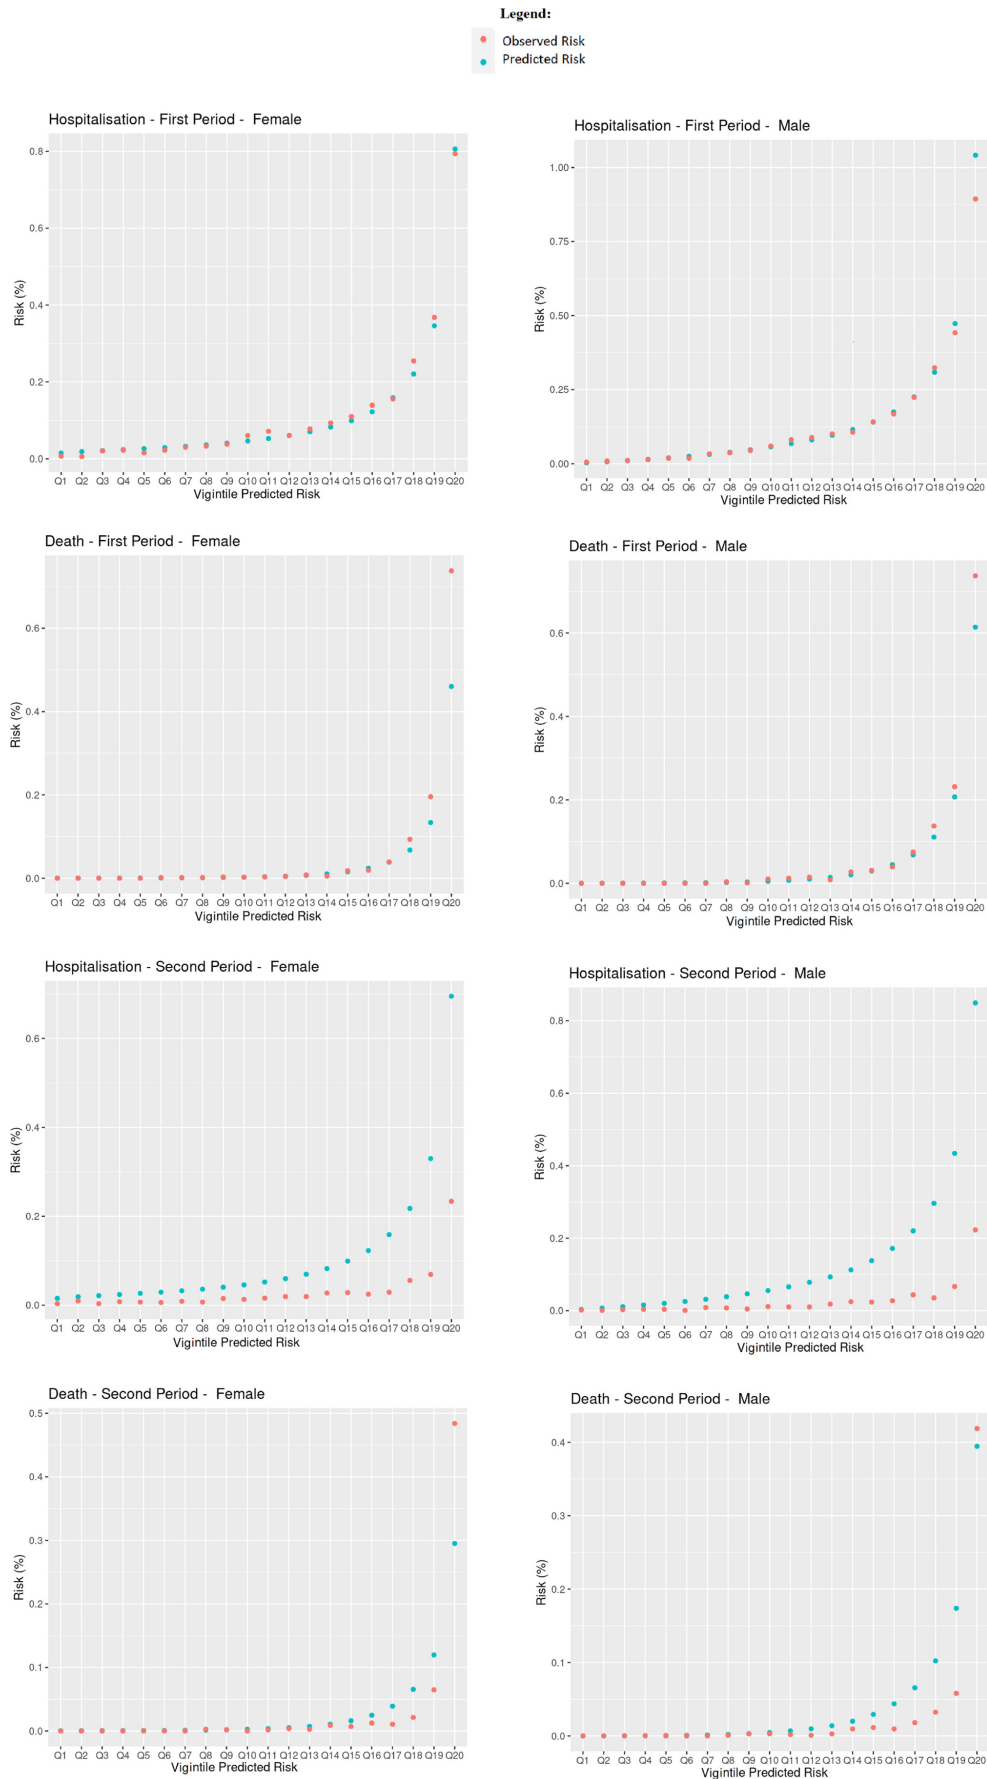 Legend:
Observed Risk
Predicted Risk
Hospitalisation - First Period - Female
Risk (%)
0.8
0.6
0.4
0.2
0.0
Q1 Q2 Q3 Q4 Q5 Q6 Q7 Q8 Q9 Q10 Q11 Q12 Q13 Q14 Q15 Q16 Q17 Q18 Q19 Q20
Vigintile Predicted Risk
Hospitalisation - First Period - Male
Risk (%)
1.00
0.75
0.50
0.25
0.00
Q1 Q2 Q3 Q4 Q5 Q6 Q7 Q8 Q9 Q10 Q11 Q12 Q13 Q14 Q15 Q16 Q17 Q18 Q19 Q20
Vigintile Predicted Risk
Death - First Period - Female
Risk (%)
0.6
0.4
0.2
0.0
Q1 Q2 Q3 Q4 Q5 Q6 Q7 Q8 Q9 Q10 Q11 Q12 Q13 Q14 Q15 Q16 Q17 Q18 Q19 Q20
Vigintile Predicted Risk
Death - First Period - Male
Risk (%)
0.6
0.4
0.2
0.0
Q1 Q2 Q3 Q4 Q5 Q6 Q7 Q8 Q9 Q10 Q11 Q12 Q13 Q14 Q15 Q16 Q17 Q18 Q19 Q20
Vigintile Predicted Risk
Hospitalisation - Second Period - Female
Risk (%)
0.6
0.4
0.2
0.0
Q1 Q2 Q3 Q4 Q5 Q6 Q7 Q8 Q9 Q10 Q11 Q12 Q13 Q14 Q15 Q16 Q17 Q18 Q19 Q20
Vigintile Predicted Risk
Hospitalisation - Second Period - Male
Risk (%)
0.8
0.6
0.4
0.2
0.0
Q1 Q2 Q3 Q4 Q5 Q6 Q7 Q8 Q9 Q10 Q11 Q12 Q13 Q14 Q15 Q16 Q17 Q18 Q19 Q20
Vigintile Predicted Risk
Death - Second Period - Female
Risk (%)
0.5
0.4
0.3
0.2
0.1
0.0
Q1 Q2 Q3 Q4 Q5 Q6 Q7 Q8 Q9 Q10 Q11 Q12 Q13 Q14 Q15 Q16 Q17 Q18 Q19 Q20
Vigintile Predicted Risk
Death - Second Period - Male
Risk (%)
0.4
0.3
0.2
0.1
0.0
Q1 Q2 Q3 Q4 Q5 Q6 Q7 Q8 Q9 Q10 Q11 Q12 Q13 Q14 Q15 Q16 Q17 Q18 Q19 Q20
Vigintile Predicted Risk